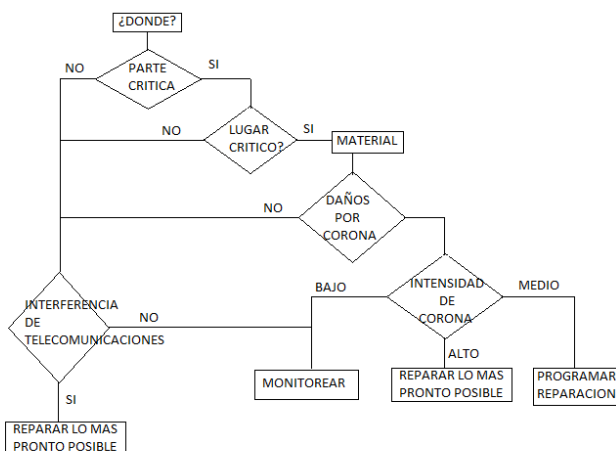 ¿DONDE?
NO
PARTE
CRITICA
SI
NO
LUGAR
CRITICO?
SI
MATERIAL
NO
DAÑOS
POR
CORONA
INTERFERENCIA
DE
TELECOMUNICACIONES
NO
BAJO
INTENSIDAD
DE
CORONA
MEDIO
ALTO
MONITOREAR
REPARAR LO MAS
PRONTO POSIBLE
PROGRAMAR
REPARACION
SI
REPARAR LO MAS
PRONTO POSIBLE